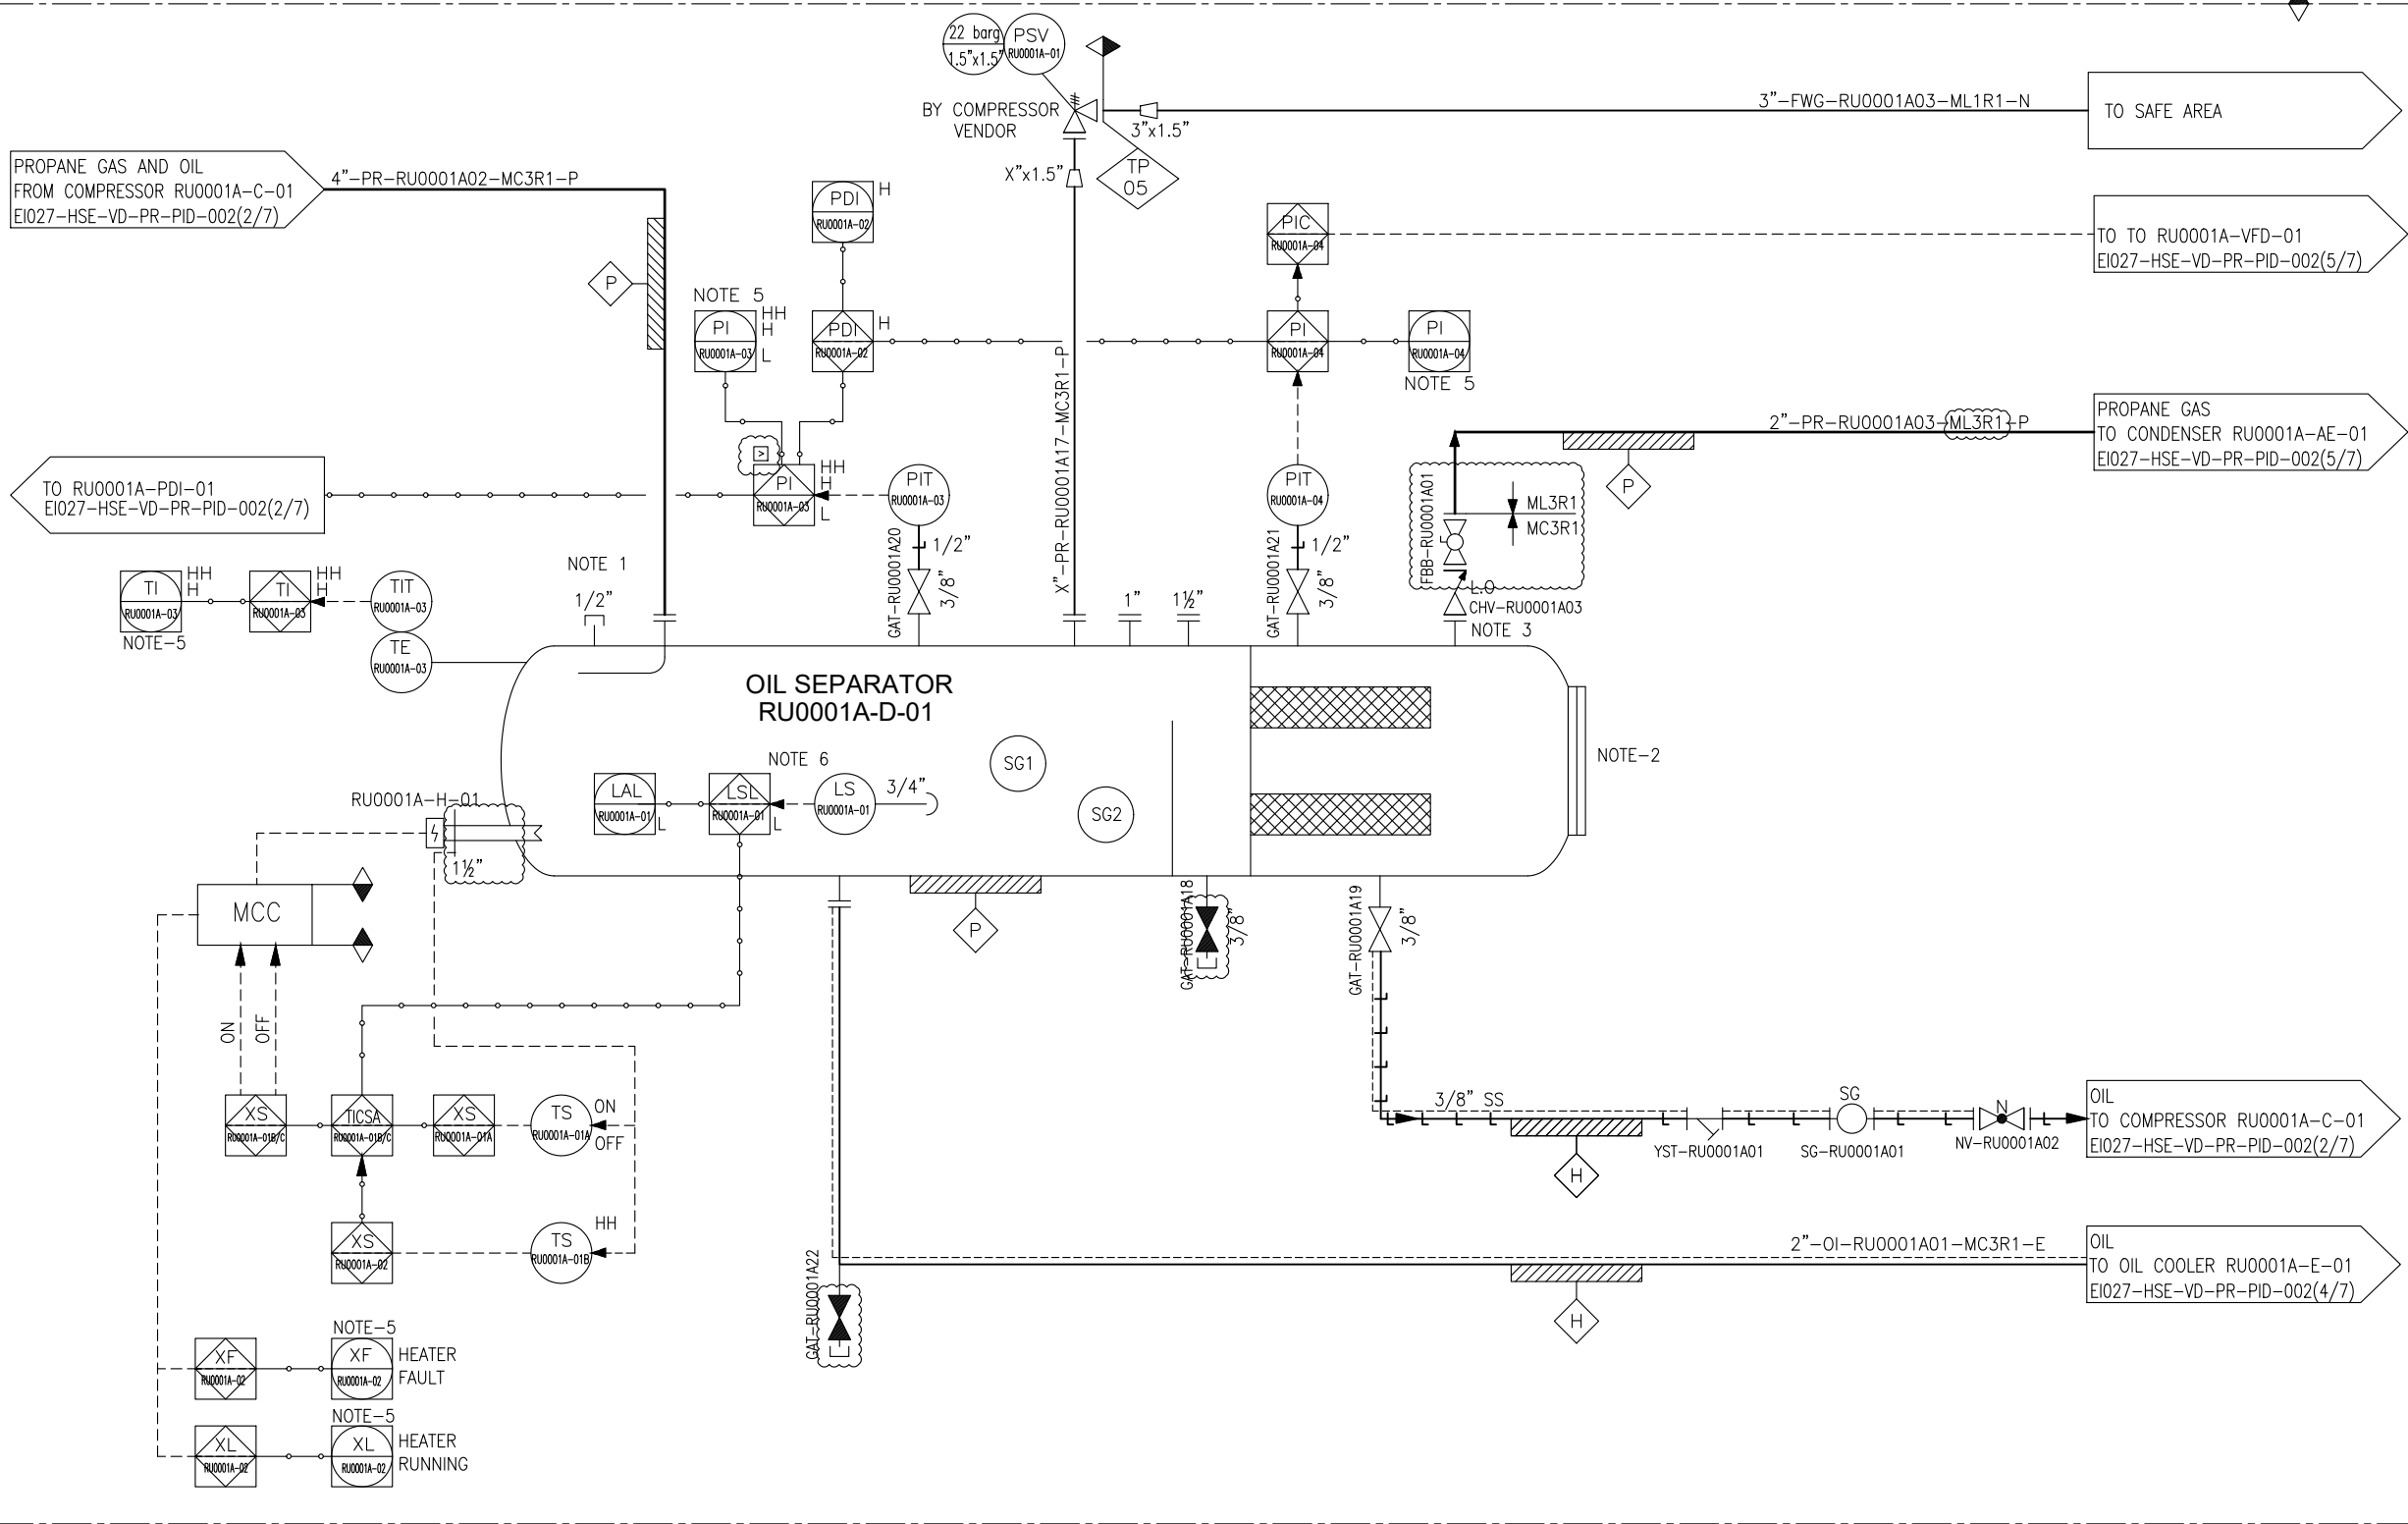 22 barg
1.5"x1.5"
PSV
RU0001A-01
BY COMPRESSOR
VENDOR
3"x1.5"
X"x1.5"
TP
05
3"-FWG-RU0001A03-ML1R1-N
TO SAFE AREA
PROPANE GAS AND OIL
FROM COMPRESSOR RU0001A-C-01
EI027-HSE-VD-PR-PID-002(2/7)
4"-PR-RU0001A02-MC3R1-P
P
PDI
RU0001A-02
H
PIC
RU0001A-04
TO TO RU0001A-VFD-01
EI027-HSE-VD-PR-PID-002(5/7)
NOTE 5
PI
RU0001A-03
HH
H
L
PDI
RU0001A-02
H
PI
RU0001A-04
PI
RU0001A-04
NOTE 5
X"-PR-RU0001A17-MC3R1-P
2"-PR-RU0001A03-ML3R1-P
PROPANE GAS
TO CONDENSER RU0001A-AE-01
EI027-HSE-VD-PR-PID-002(5/7)
P
TO RU0001A-PDI-01
EI027-HSE-VD-PR-PID-002(2/7)
>
PI
RU0001A-03
HH
H
L
PIT
RU0001A-03
PIT
RU0001A-04
GAT-RU0001A20
1/2"
3/8"
GAT-RU0001A21
1/2"
3/8"
FBB-RU0001A01
ML3R1
MC3R1
L.O
CHV-RU0001A03
NOTE 3
TI
RU0001A-03
HH
H
NOTE-5
TI
RU0001A-03
HH
H
TIT
RU0001A-03
TE
RU0001A-03
NOTE 1
1/2"
1"
1½"
OIL SEPARATOR
RU0001A-D-01
NOTE 6
LAL
RU0001A-01
L
LSL
RU0001A-01
L
LS
RU0001A-01
3/4"
SG1
SG2
NOTE-2
RU0001A-H-01
1½"
MCC
P
GAT-RU0001A18
3/8"
GAT-RU0001A19
3/8"
ON
OFF
XS
RU0001A-01B/C
TICSA
RU0001A-01B/C
XS
RU0001A-01A
TS
RU0001A-01A
ON
OFF
XS
RU0001A-02
TS
RU0001A-01B
HH
3/8" SS
H
YST-RU0001A01
SG
SG-RU0001A01
N
NV-RU0001A02
OIL
TO COMPRESSOR RU0001A-C-01
EI027-HSE-VD-PR-PID-002(2/7)
GAT-RU0001A22
2"-OI-RU0001A01-MC3R1-E
H
OIL
TO OIL COOLER RU0001A-E-01
EI027-HSE-VD-PR-PID-002(4/7)
XF
RU0001A-02
NOTE-5
XF
RU0001A-02
HEATER
FAULT
XL
RU0001A-02
NOTE-5
XL
RU0001A-02
HEATER
RUNNING